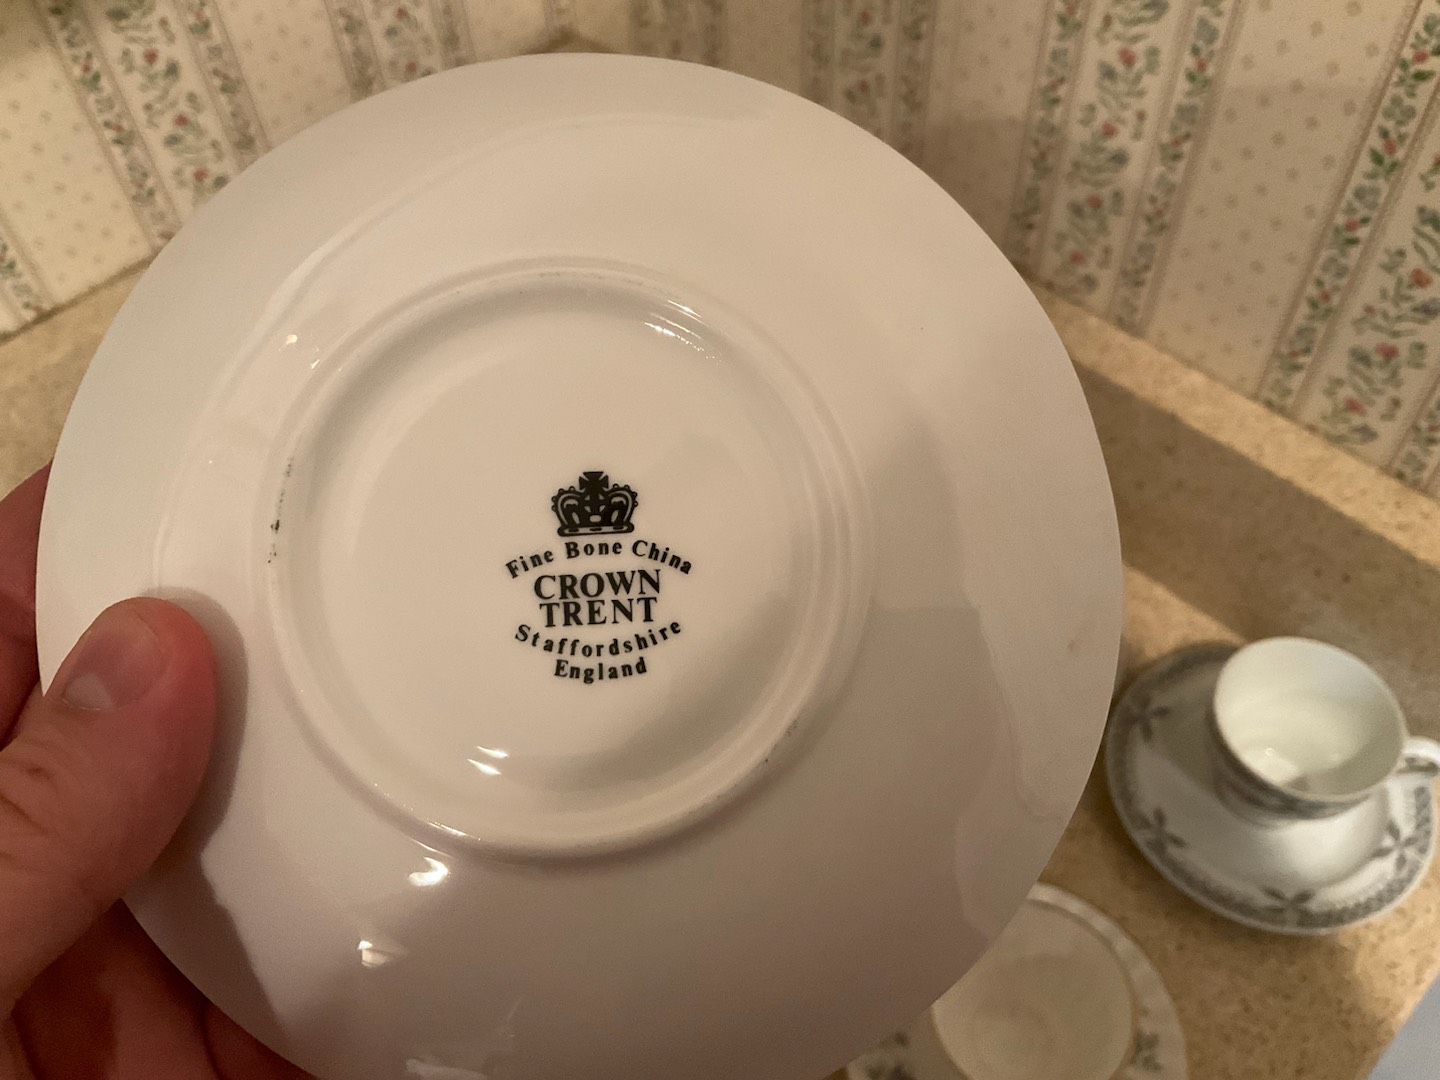 Fine Bone China
CROWN
TRENT
Staffordshire
England